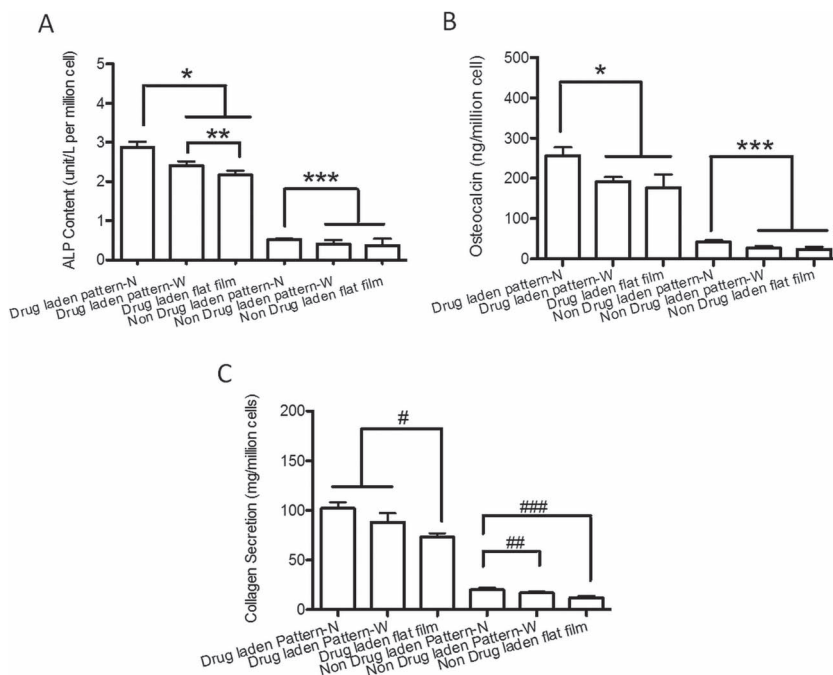 A
ALP Content (unit/L per million cell)
5
4
3
2
1
0
*
**
***
Drug laden pattern-N
Drug laden pattern-W
Drug laden flat film
Non Drug laden pattern-N
Non Drug laden pattern-W
Non Drug laden flat film
B
Osteocalcin (ng/million cell)
500
400
300
200
100
0
*
***
Drug laden pattern-N
Drug laden pattern-W
Drug laden flat film
Non Drug laden pattern-N
Non Drug laden pattern-W
Non Drug laden flat film
C
Collagen Secretion (mg/million cells)
200
150
100
50
0
#
###
##
Drug laden Pattern-N
Drug laden Pattern-W
Drug laden flat film
Non Drug laden Pattern-N
Non Drug laden Pattern-W
Non Drug laden flat film